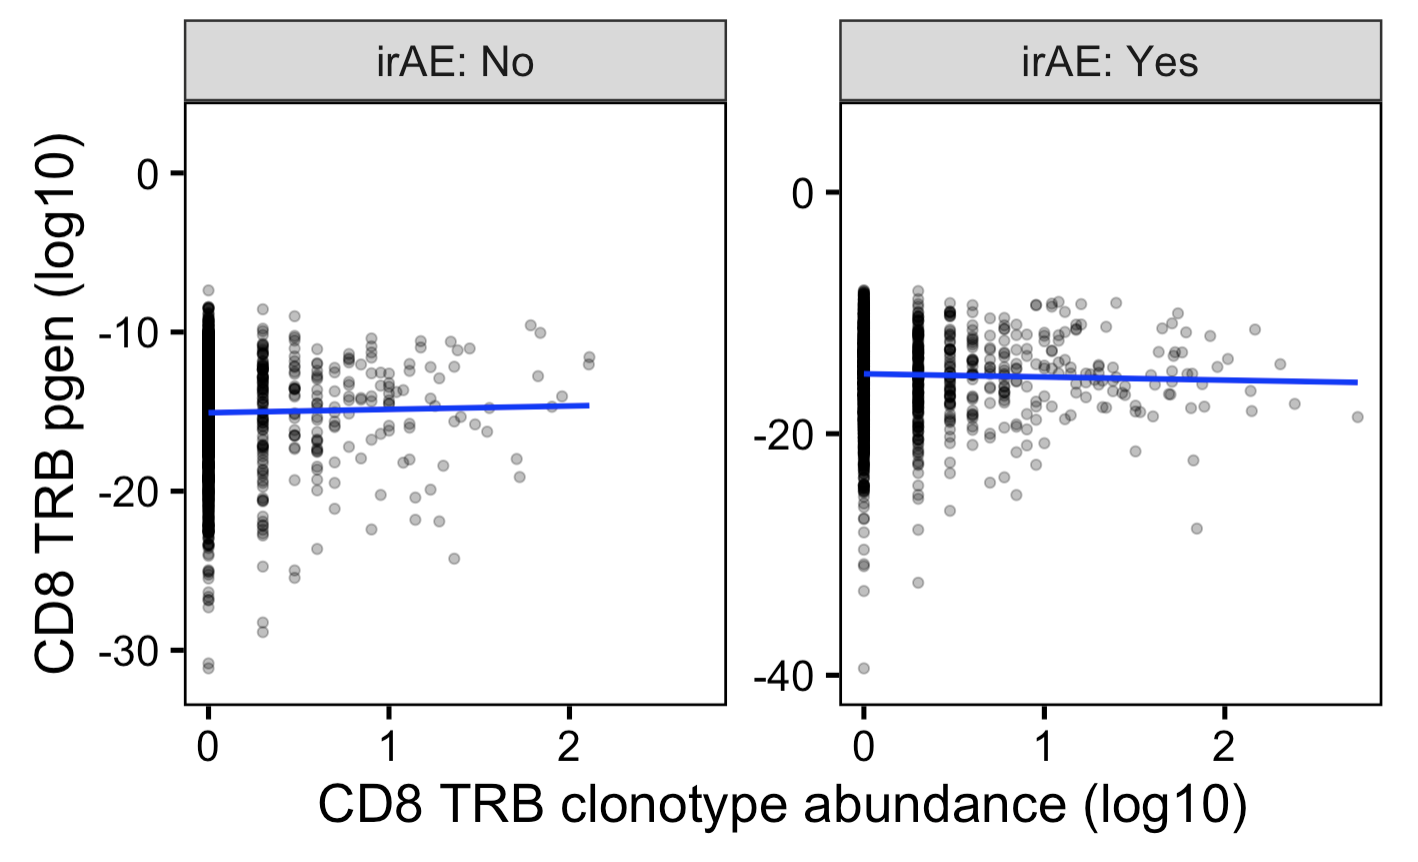 irAE: No
irAE: Yes
CD8 TRB pgen (log10)
0
-10
-20
-30
0
-20
-40
0 1 2
0 1 2
CD8 TRB clonotype abundance (log10)